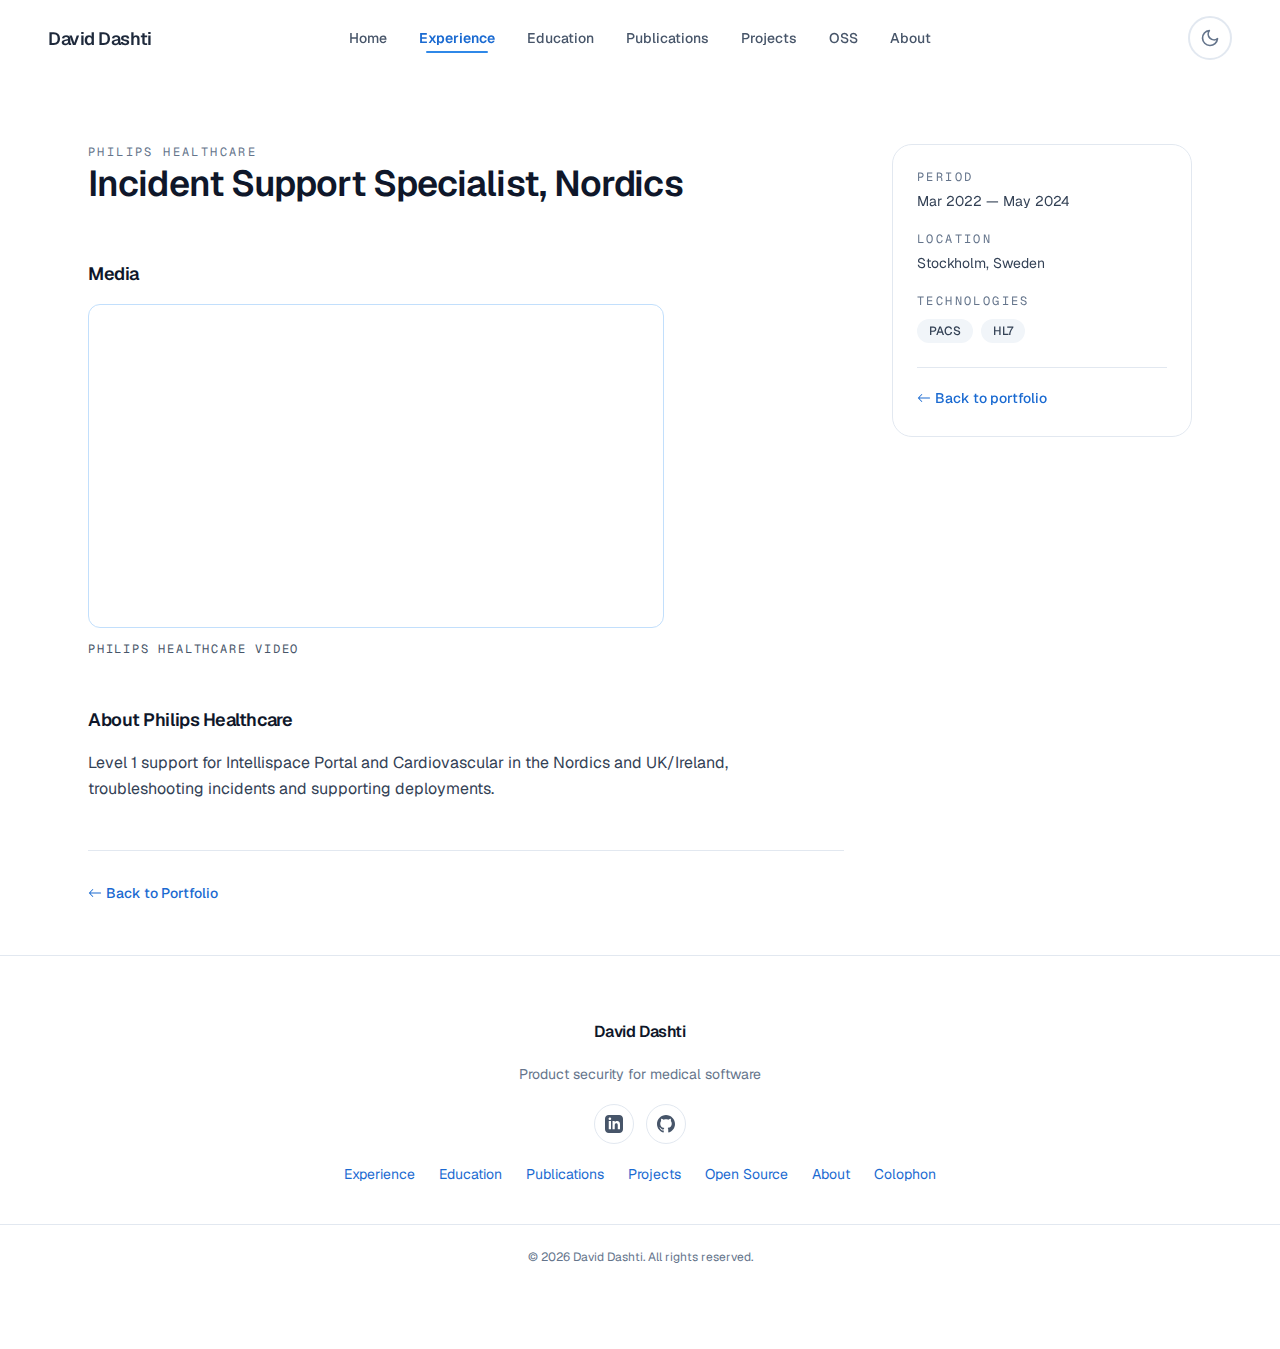 David Dashti
Home
Experience
Education
Publications
Projects
OSS
About
PHILIPS HEALTHCARE
Incident Support Specialist, Nordics
Media
PHILIPS HEALTHCARE VIDEO
About Philips Healthcare
Level 1 support for Intellispace Portal and Cardiovascular in the Nordics and UK/Ireland,
troubleshooting incidents and supporting deployments.
← Back to Portfolio
PERIOD
Mar 2022 — May 2024
LOCATION
Stockholm, Sweden
TECHNOLOGIES
PACS
HL7
← Back to portfolio
David Dashti
Product security for medical software
Experience
Education
Publications
Projects
Open Source
About
Colophon
© 2026 David Dashti. All rights reserved.